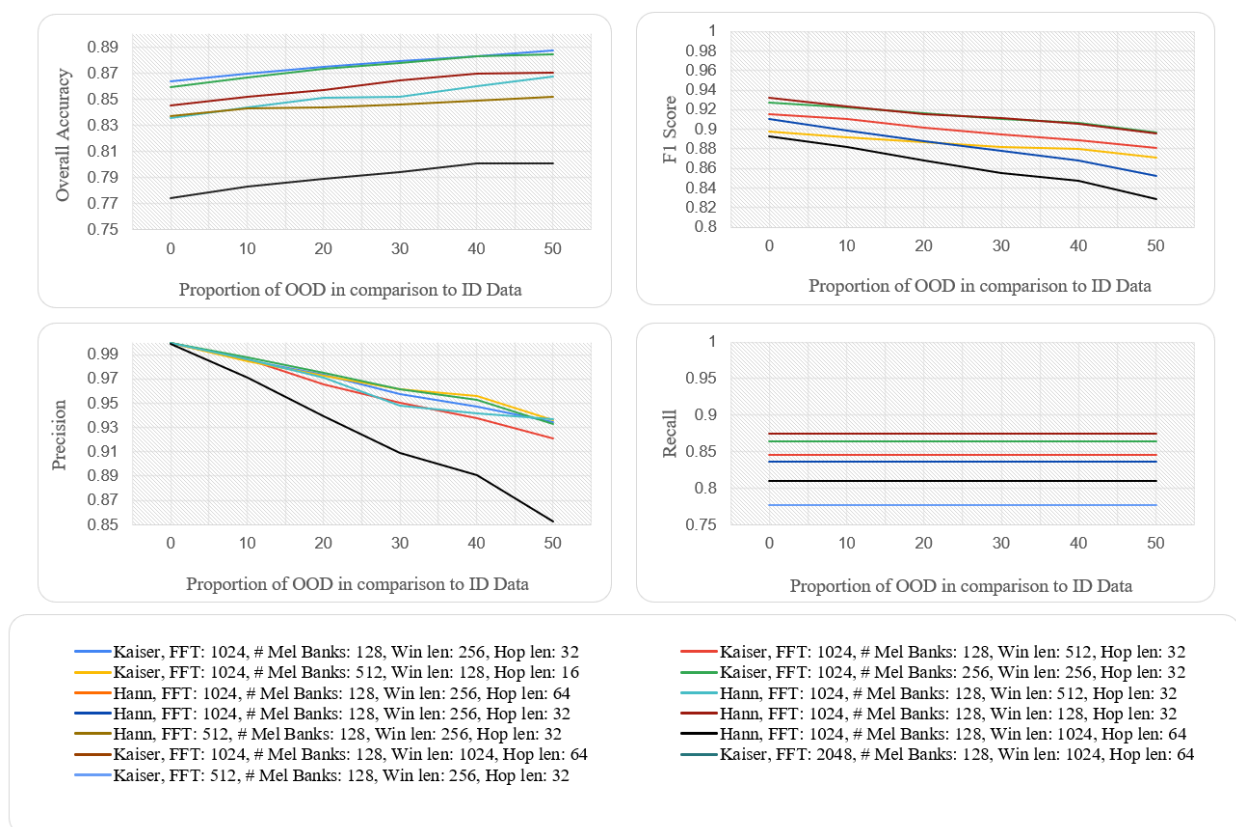 0.89
0.87
0.85
0.83
0.81
0.79
0.77
0.75
Overall Accuracy
0 10 20 30 40 50
Proportion of OOD in comparison to ID Data
1
0.98
0.96
0.94
0.92
0.9
0.88
0.86
0.84
0.82
0.8
F1 Score
0 10 20 30 40 50
Proportion of OOD in comparison to ID Data
0.99
0.97
0.95
0.93
0.91
0.89
0.87
0.85
Precision
0 10 20 30 40 50
Proportion of OOD in comparison to ID Data
1
0.95
0.9
0.85
0.8
0.75
Recall
0 10 20 30 40 50
Proportion of OOD in comparison to ID Data
Kaiser, FFT: 1024, # Mel Banks: 128, Win len: 256, Hop len: 32
Kaiser, FFT: 1024, # Mel Banks: 512, Win len: 128, Hop len: 16
Hann, FFT: 1024, # Mel Banks: 128, Win len: 256, Hop len: 64
Hann, FFT: 1024, # Mel Banks: 128, Win len: 256, Hop len: 32
Hann, FFT: 512, # Mel Banks: 128, Win len: 256, Hop len: 32
Kaiser, FFT: 1024, # Mel Banks: 128, Win len: 1024, Hop len: 64
Kaiser, FFT: 512, # Mel Banks: 128, Win len: 256, Hop len: 32
Kaiser, FFT: 1024, # Mel Banks: 128, Win len: 512, Hop len: 32
Kaiser, FFT: 1024, # Mel Banks: 256, Win len: 256, Hop len: 32
Hann, FFT: 1024, # Mel Banks: 128, Win len: 512, Hop len: 32
Hann, FFT: 1024, # Mel Banks: 128, Win len: 128, Hop len: 32
Hann, FFT: 1024, # Mel Banks: 128, Win len: 1024, Hop len: 64
Kaiser, FFT: 2048, # Mel Banks: 128, Win len: 1024, Hop len: 64